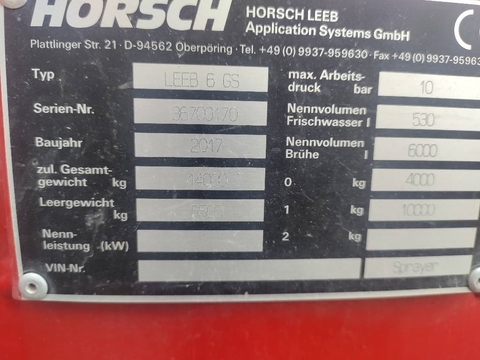 HORSCH
HORSCH LEEB
Application Systems GmbH
Plattlinger Str. 21 · D-94562 Oberpöring · Tel. +49 (0) 9937-959630 · Fax +49 (0) 9937-95963
Typ LEEB 6 GS
Serien-Nr.
Baujahr 2017
zul. Gesamt-
gewicht kg
Leergewicht
kg
Nenn-
leistung (kW)
VIN-Nr.
max. Arbeits-
druck bar 10
Nennvolumen
Frischwasser l 530
Nennvolumen
Brühe l 6000
0 kg 4000
1 kg 10000
2 kg
Sprayer